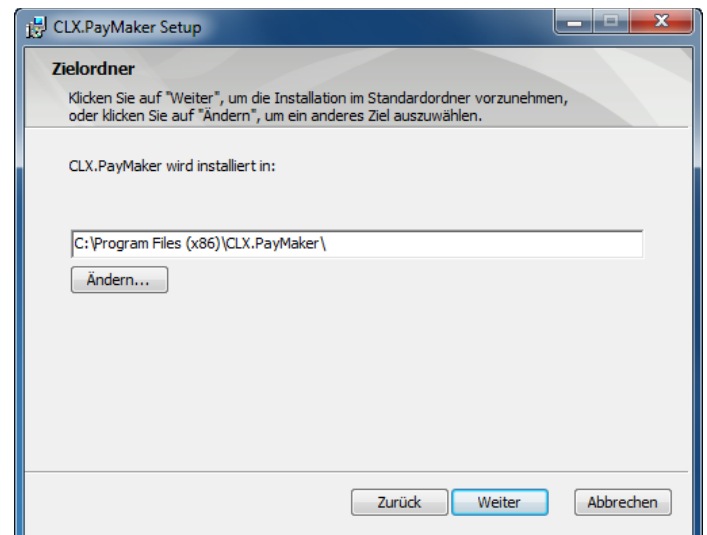 CLX.PayMaker Setup
Zielordner
Klicken Sie auf "Weiter", um die Installation im Standardordner vorzunehmen,
oder klicken Sie auf "Ändern", um ein anderes Ziel auszuwählen.
CLX.PayMaker wird installiert in:
C:\Program Files (x86)\CLX.PayMaker\
Ändern...
Zurück Weiter Abbrechen